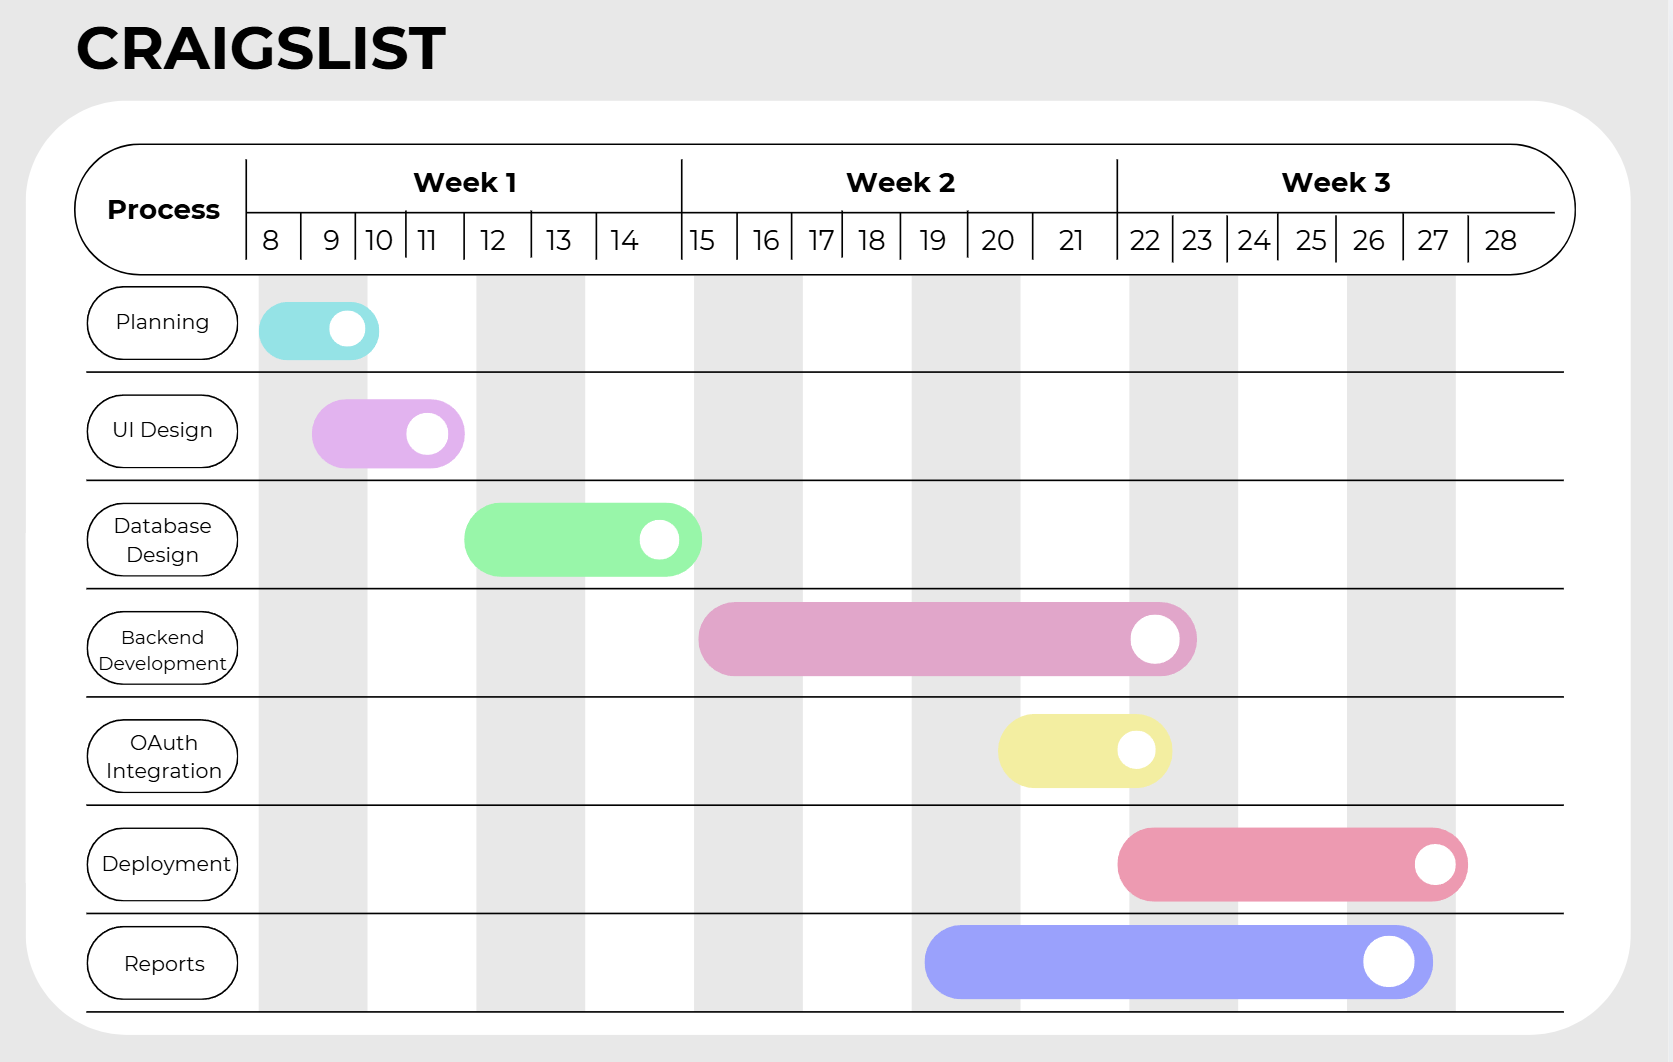 CRAIGSLIST
Process
Week 1
Week 2
Week 3
8 9 10 11 12 13 14 15 16 17 18 19 20 21 22 23 24 25 26 27 28
Planning
UI Design
Database
Design
Backend
Development
OAuth
Integration
Deployment
Reports